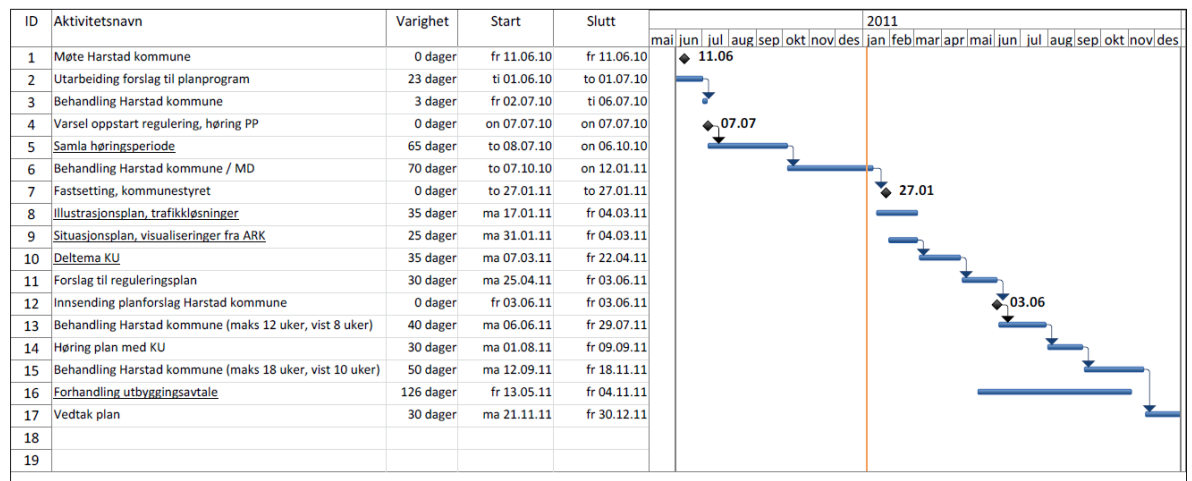 ID Aktivitetsnavn Varighet Start Slutt 2011
mai jun jul aug sep okt nov des jan feb mar apr mai jun jul aug sep okt nov des
1 Møte Harstad kommune 0 dager fr 11.06.10 fr 11.06.10 11.06
2 Utarbeiding forslag til planprogram 23 dager ti 01.06.10 to 01.07.10
3 Behandling Harstad kommune 3 dager fr 02.07.10 ti 06.07.10
4 Varsel oppstart regulering, høring PP 0 dager on 07.07.10 on 07.07.10 07.07
5 Samla høringsperiode 65 dager to 08.07.10 on 06.10.10
6 Behandling Harstad kommune / MD 70 dager to 07.10.10 on 12.01.11
7 Fastsetting, kommunestyret 0 dager to 27.01.11 to 27.01.11 27.01
8 Illustrasjonsplan, trafikkløsninger 35 dager ma 17.01.11 fr 04.03.11
9 Situasjonsplan, visualiseringer fra ARK 25 dager ma 31.01.11 fr 04.03.11
10 Deltema KU 35 dager ma 07.03.11 fr 22.04.11
11 Forslag til reguleringsplan 30 dager ma 25.04.11 fr 03.06.11
12 Innsending planforslag Harstad kommune 0 dager fr 03.06.11 fr 03.06.11 03.06
13 Behandling Harstad kommune (maks 12 uker, vist 8 uker) 40 dager ma 06.06.11 fr 29.07.11
14 Høring plan med KU 30 dager ma 01.08.11 fr 09.09.11
15 Behandling Harstad kommune (maks 18 uker, vist 10 uker) 50 dager ma 12.09.11 fr 18.11.11
16 Forhandling utbyggingsavtale 126 dager fr 13.05.11 fr 04.11.11
17 Vedtak plan 30 dager ma 21.11.11 fr 30.12.11
18
19